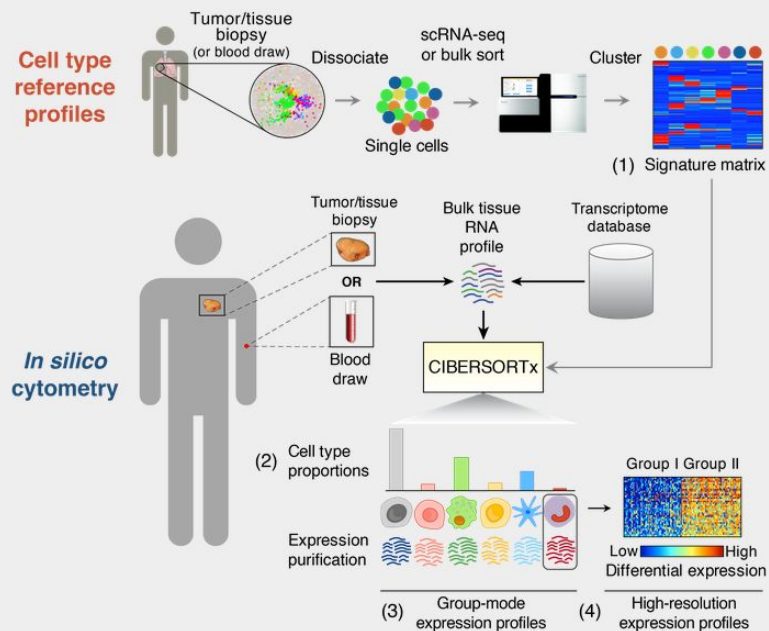 Cell type
reference
profiles
Tumor/tissue
biopsy
(or blood draw)
Dissociate
Single cells
scRNA-seq
or bulk sort
Cluster
(1) Signature matrix
In silico
cytometry
Tumor/tissue
biopsy
OR
Blood
draw
Bulk tissue
RNA
profile
Transcriptome
database
CIBERSORTx
(2) Cell type
proportions
Expression
purification
Group I Group II
Low High
Differential expression
(3) Group-mode
expression profiles
(4) High-resolution
expression profiles